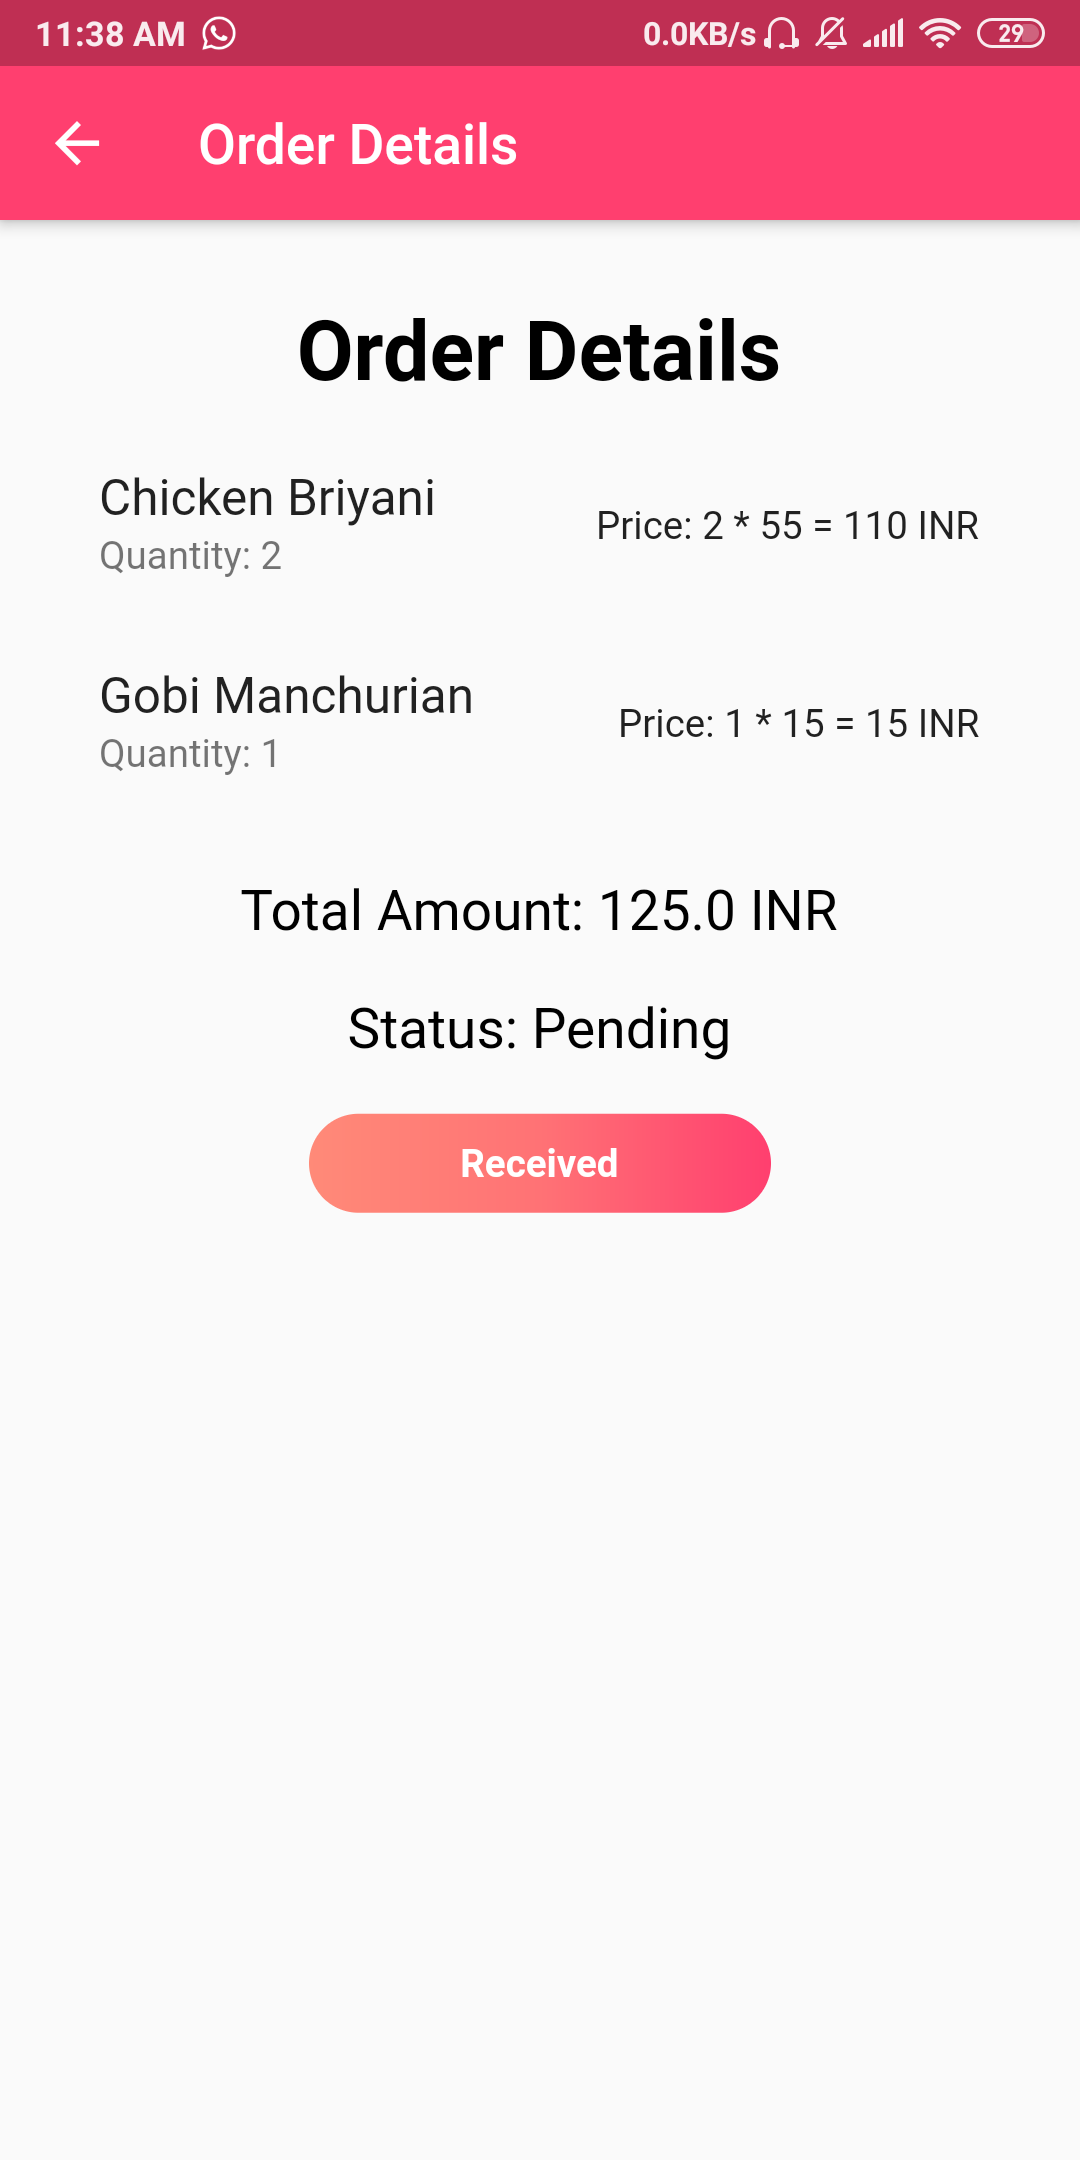 11:38 AM 0.0KB/s 29
Order Details
Order Details
Chicken Briyani
Quantity: 2
Price: 2 * 55 = 110 INR
Gobi Manchurian
Quantity: 1
Price: 1 * 15 = 15 INR
Total Amount: 125.0 INR
Status: Pending
Received